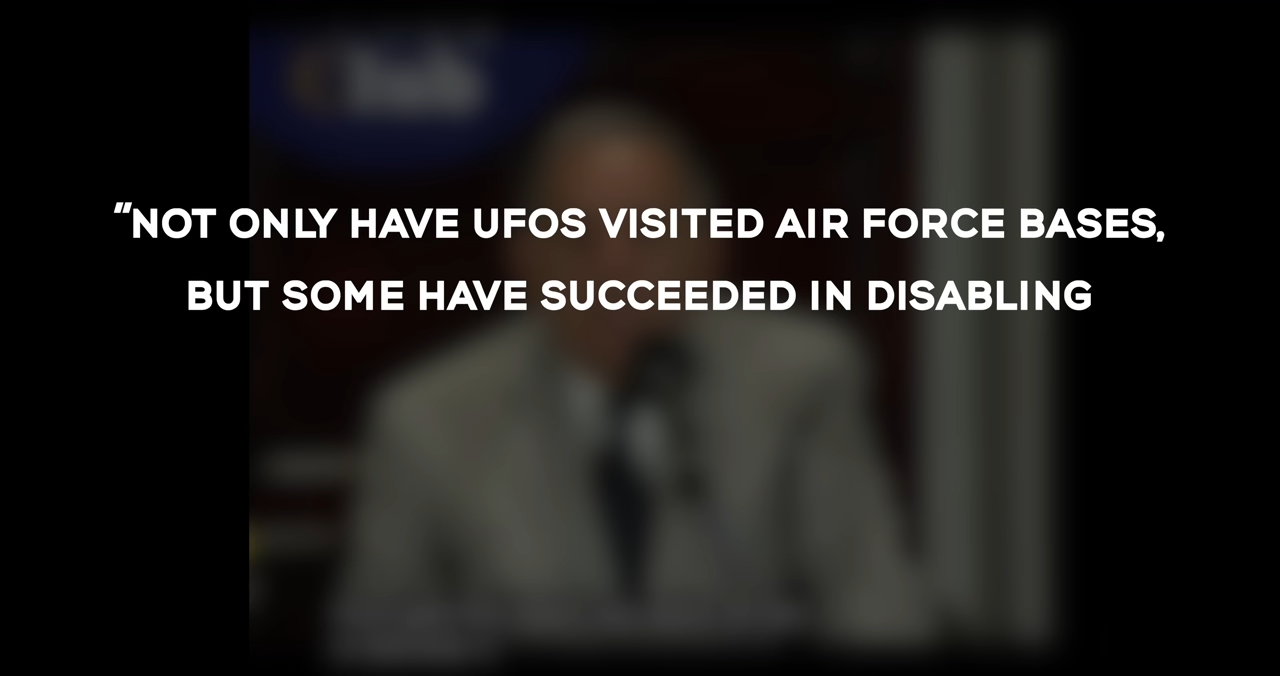 “NOT ONLY HAVE UFOS VISITED AIR FORCE BASES,
BUT SOME HAVE SUCCEEDED IN DISABLING